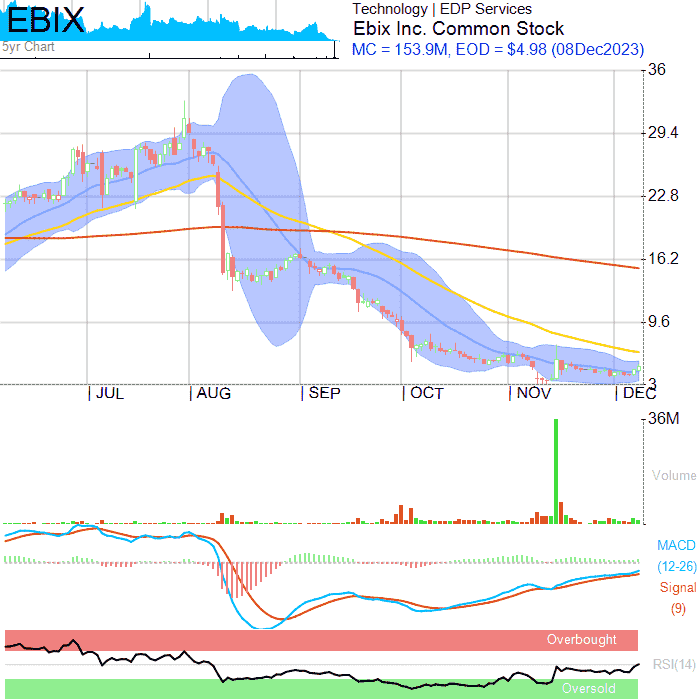 EBIX
5yr Chart
Technology | EDP Services
Ebix Inc. Common Stock
MC = 153.9M, EOD = $4.98 (08Dec2023)
36
29.4
22.8
16.2
9.6
3
JUL AUG SEP OCT NOV DEC
36M
Volume
MACD
(12-26)
Signal
(9)
Overbought
RSI(14)
Oversold